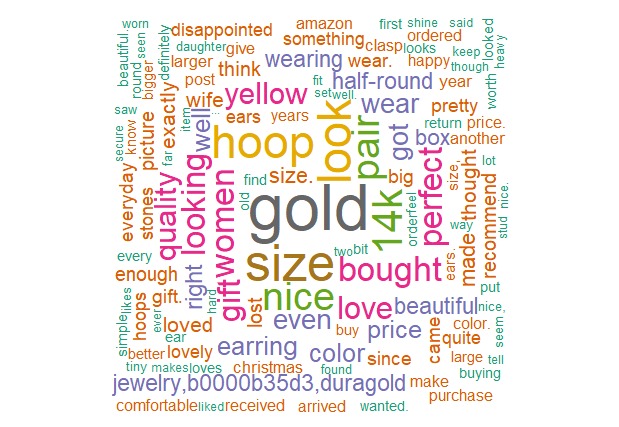 worn
shine
said
first
amazon
disappointed
something
ordered
beautiful.
round
seen
daughter
give
definitely
clasp
looks
keep
looked
heavy
wearing
wear.
happy
though
larger
think
bigger
post
fit
half-round
year
worth
yellow
set
well.
wife
item
...
exactly
saw
ears
years
wear
pretty
return
price.
secure
know
picture
well
hoop
look
pair
got
box
another
far
lot
everyday
stones
quality
looking
women
find
size.
big
old
gold
14k
order
feel
perfect
size,
thought
recommend
nice.
stud
way
every
size
two
bit
bought
made
ears.
enough
right
gift
nice
put
simple
likes
hoops
gift.
ever
hard
lost
love
beautiful
nice,
loved
even
buy
price
came
color.
quite
seem
ear
better
lovely
earring
color
since
large
tell
tiny
makes
loves
christmas
found
buying
jewelry,b0000b35d3,duragold
make
purchase
comfortable
liked
received
arrived
wanted.